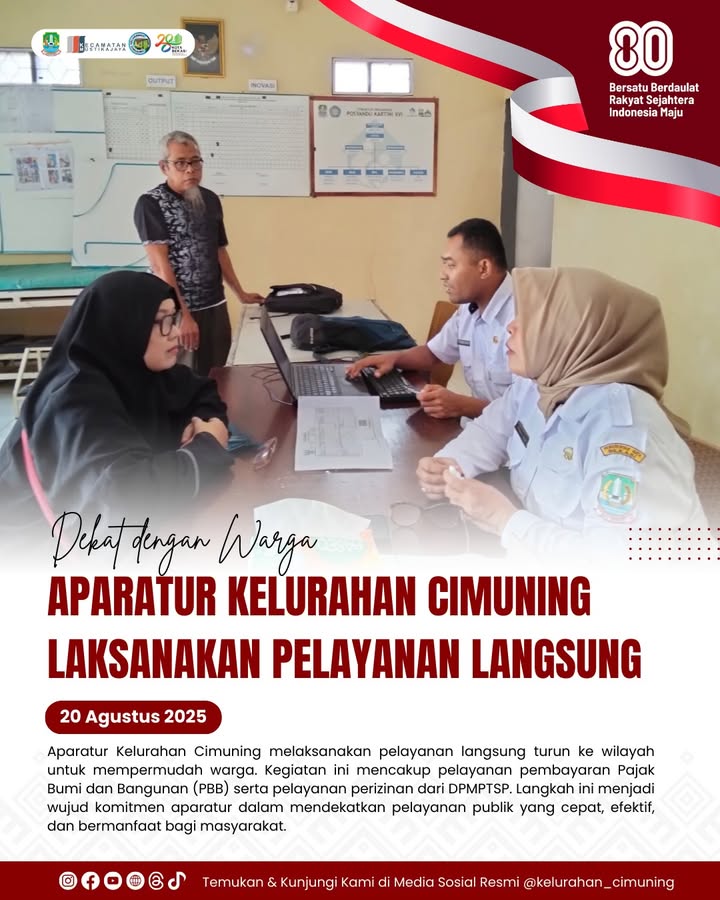 KECAMATAN
MUSTIKAJAYA
KOTA
BEKASI
OUTPUT
INOVASI
POSYANDU KARTINI XVI
80
Bersatu Berdaulat
Rakyat Sejahtera
Indonesia Maju
Dekat dengan Warga
APARATUR KELURAHAN CIMUNING
LAKSANAKAN PELAYANAN LANGSUNG
20 Agustus 2025
Aparatur Kelurahan Cimuning melaksanakan pelayanan langsung turun ke wilayah
untuk mempermudah warga. Kegiatan ini mencakup pelayanan pembayaran Pajak
Bumi dan Bangunan (PBB) serta pelayanan perizinan dari DPMPTSP. Langkah ini menjadi
wujud komitmen aparatur dalam mendekatkan pelayanan publik yang cepat, efektif,
dan bermanfaat bagi masyarakat.
Temukan & Kunjungi Kami di Media Sosial Resmi @kelurahan_cimuning